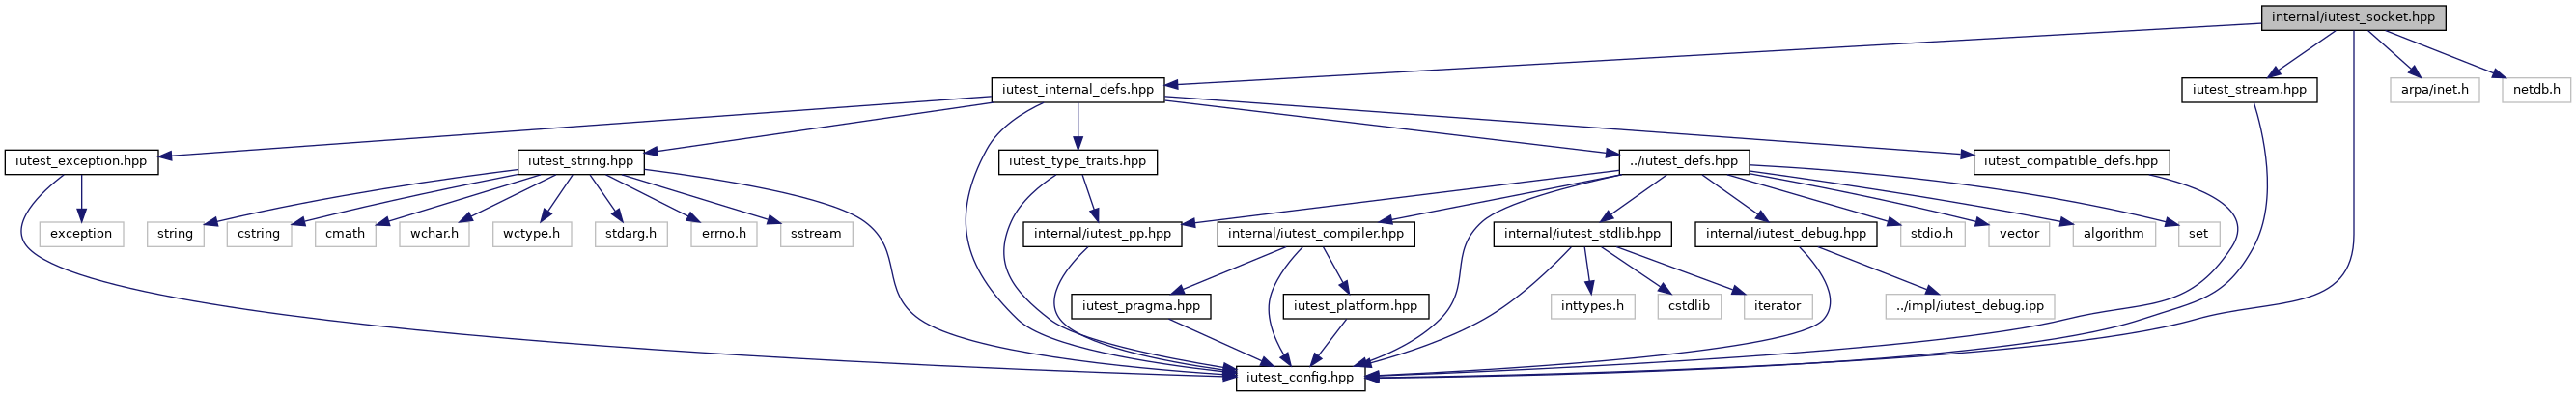 internal/iutest_socket.hpp
iutest_internal_defs.hpp
iutest_stream.hpp
arpa/inet.h
netdb.h
iutest_exception.hpp
iutest_string.hpp
iutest_type_traits.hpp
../iutest_defs.hpp
iutest_compatible_defs.hpp
exception
string
cstring
cmath
wchar.h
wctype.h
stdarg.h
errno.h
sstream
internal/iutest_pp.hpp
internal/iutest_compiler.hpp
internal/iutest_stdlib.hpp
internal/iutest_debug.hpp
stdio.h
vector
algorithm
set
iutest_pragma.hpp
iutest_platform.hpp
inttypes.h
cstdlib
iterator
../impl/iutest_debug.ipp
iutest_config.hpp